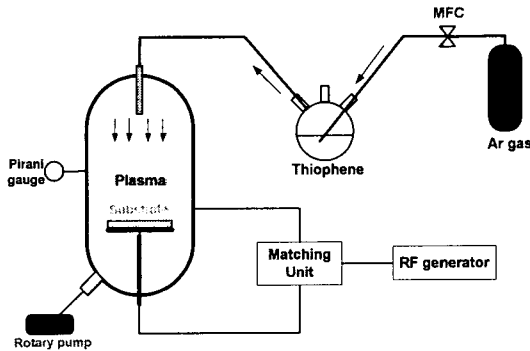 MFC
Ar gas
Thiophene
Pirani
gauge
Plasma
Substrate
Matching
Unit
RF generator
Rotary pump